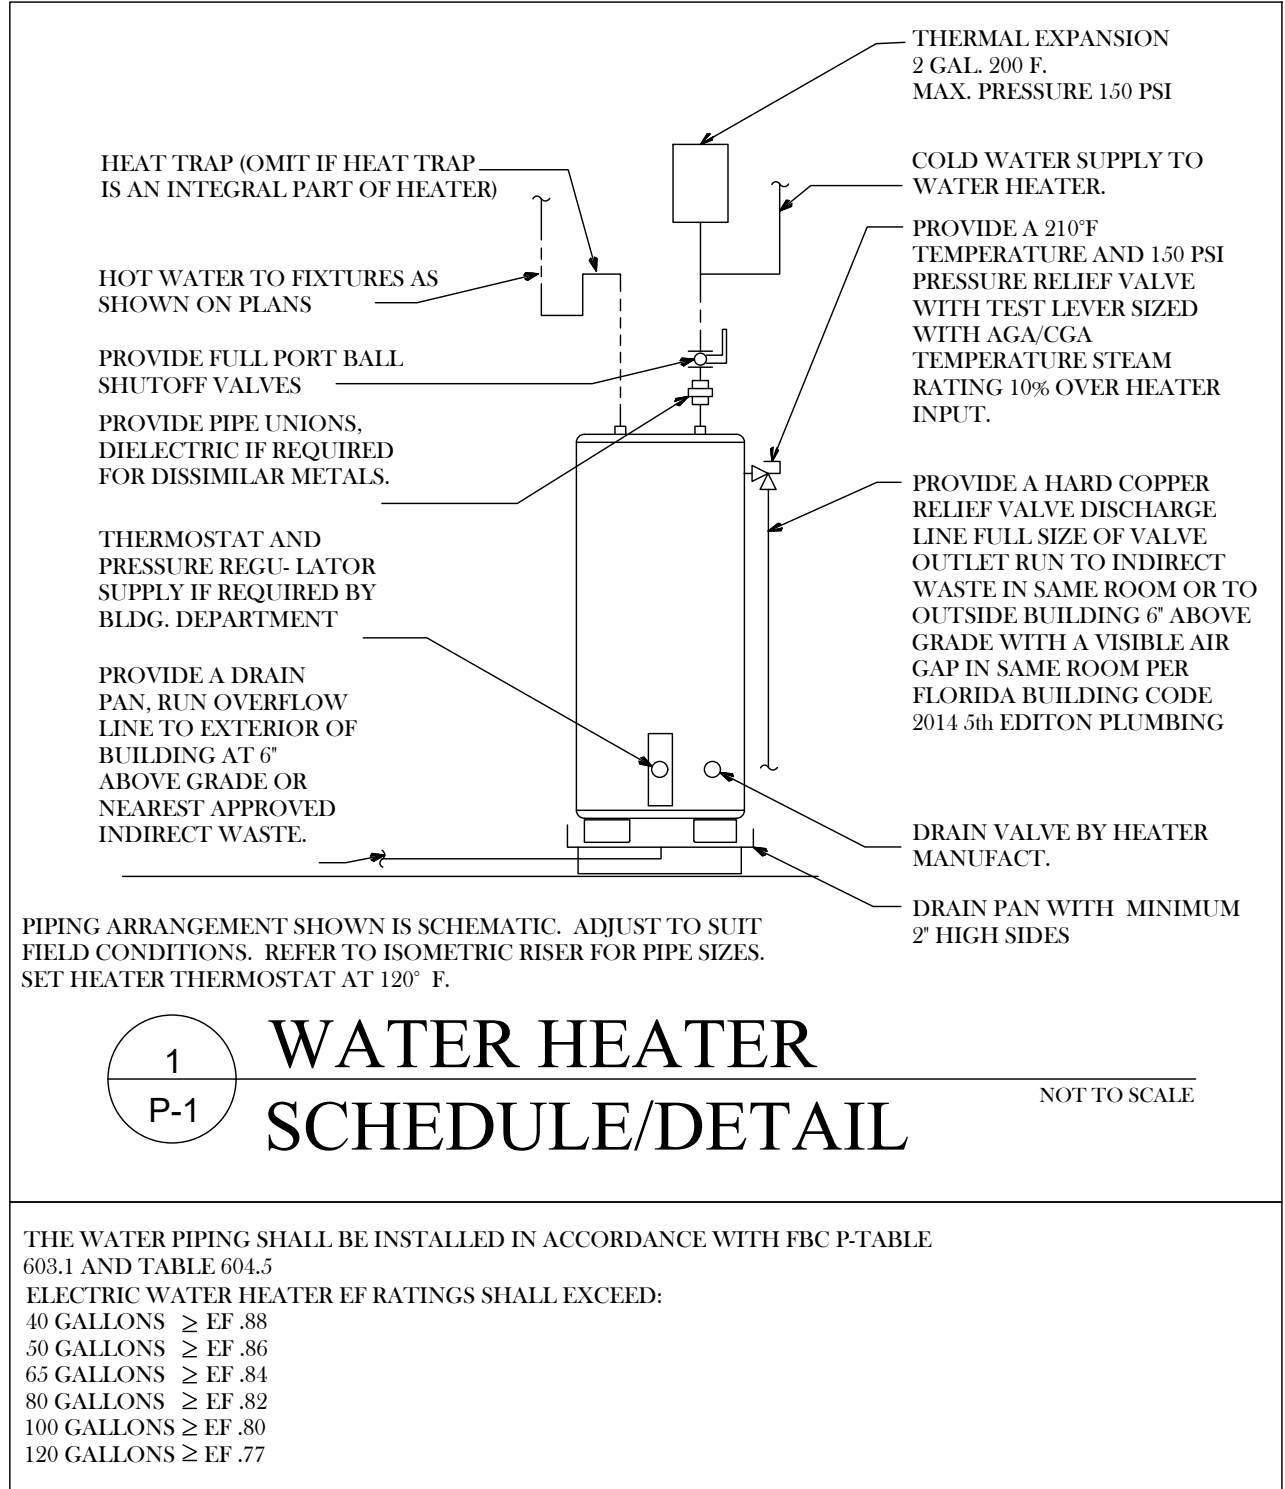 THERMAL EXPANSION
2 GAL. 200 F.
MAX. PRESSURE 150 PSI
HEAT TRAP (OMIT IF HEAT TRAP
IS AN INTEGRAL PART OF HEATER)
COLD WATER SUPPLY TO
WATER HEATER.
HOT WATER TO FIXTURES AS
SHOWN ON PLANS
PROVIDE A 210°F
TEMPERATURE AND 150 PSI
PRESSURE RELIEF VALVE
WITH TEST LEVER SIZED
WITH AGA/CGA
TEMPERATURE STEAM
RATING 10% OVER HEATER
INPUT.
PROVIDE FULL PORT BALL
SHUTOFF VALVES
PROVIDE PIPE UNIONS,
DIELECTRIC IF REQUIRED
FOR DISSIMILAR METALS.
PROVIDE A HARD COPPER
RELIEF VALVE DISCHARGE
LINE FULL SIZE OF VALVE
OUTLET RUN TO INDIRECT
WASTE IN SAME ROOM OR TO
OUTSIDE BUILDING 6" ABOVE
GRADE WITH A VISIBLE AIR
GAP IN SAME ROOM PER
FLORIDA BUILDING CODE
2014 5th EDITON PLUMBING
THERMOSTAT AND
PRESSURE REGU- LATOR
SUPPLY IF REQUIRED BY
BLDG. DEPARTMENT
PROVIDE A DRAIN
PAN, RUN OVERFLOW
LINE TO EXTERIOR OF
BUILDING AT 6"
ABOVE GRADE OR
NEAREST APPROVED
INDIRECT WASTE.
DRAIN VALVE BY HEATER
MANUFACT.
DRAIN PAN WITH MINIMUM
2" HIGH SIDES
PIPING ARRANGEMENT SHOWN IS SCHEMATIC. ADJUST TO SUIT
FIELD CONDITIONS. REFER TO ISOMETRIC RISER FOR PIPE SIZES.
SET HEATER THERMOSTAT AT 120° F.
1
P-1
WATER HEATER
SCHEDULE/DETAIL
NOT TO SCALE
THE WATER PIPING SHALL BE INSTALLED IN ACCORDANCE WITH FBC P-TABLE
603.1 AND TABLE 604.5
ELECTRIC WATER HEATER EF RATINGS SHALL EXCEED:
40 GALLONS ≥ EF .88
50 GALLONS ≥ EF .86
65 GALLONS ≥ EF .84
80 GALLONS ≥ EF .82
100 GALLONS ≥ EF .80
120 GALLONS ≥ EF .77